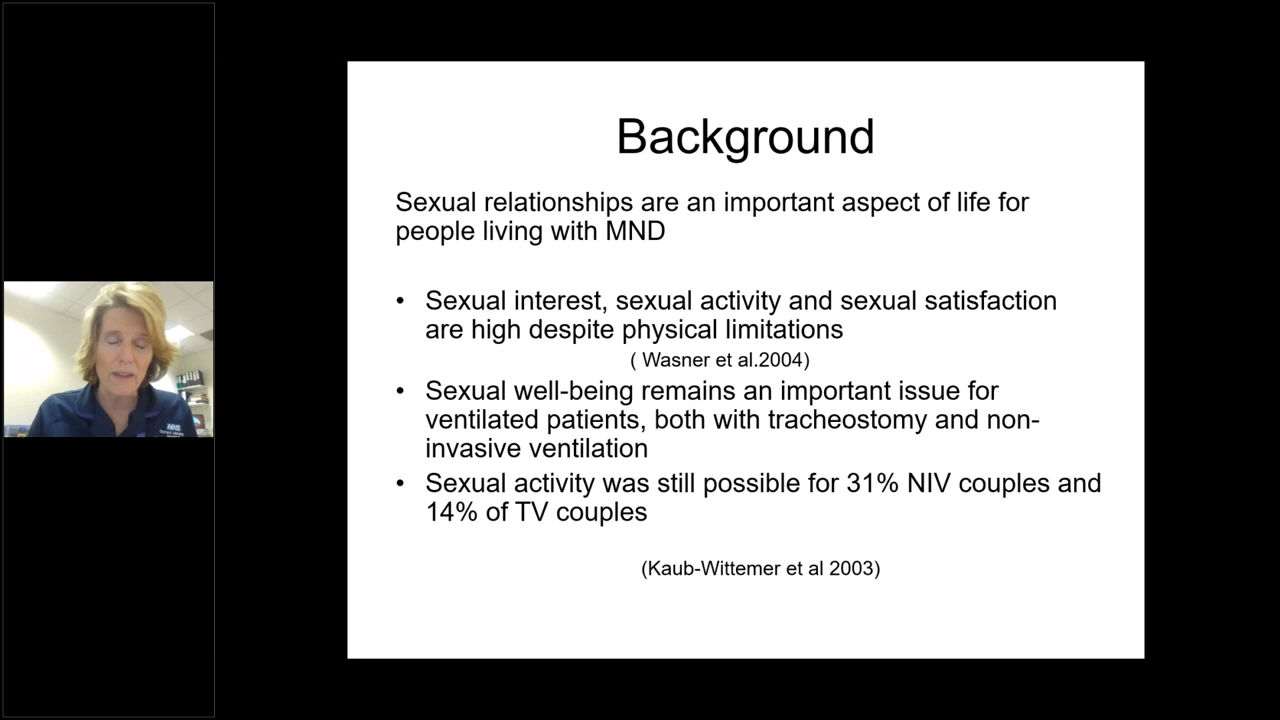 Background
Sexual relationships are an important aspect of life for
people living with MND
• Sexual interest, sexual activity and sexual satisfaction
are high despite physical limitations
( Wasner et al.2004)
• Sexual well-being remains an important issue for
ventilated patients, both with tracheostomy and non-
invasive ventilation
• Sexual activity was still possible for 31% NIV couples and
14% of TV couples
(Kaub-Wittemer et al 2003)
NHS